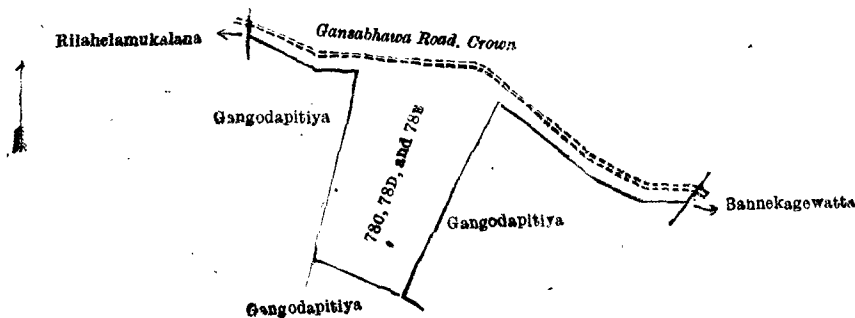 Gansabhawa Road, Crown
Rilahelamukalana
Gangodapitiya
78C, 78D, and 78E
Bannekagewatta
Gangodapitiya
Gangodapitiya